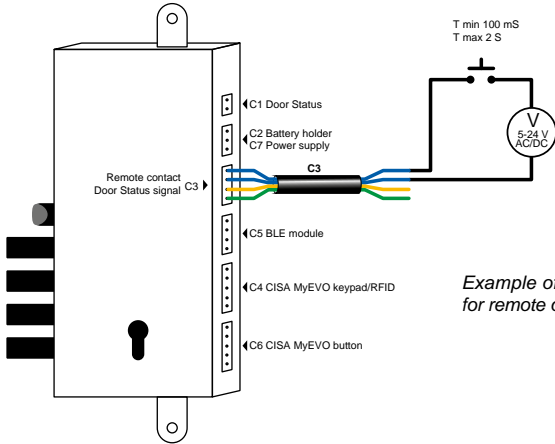 T min 100 mS
T max 2 S
V
5-24 V
AC/DC
C1 Door Status
C2 Battery holder
C7 Power supply
C3
Remote contact
Door Status signal
C3
C5 BLE module
C4 CISA MyEVO keypad/RFID
C6 CISA MyEVO button
Example of
for remote o